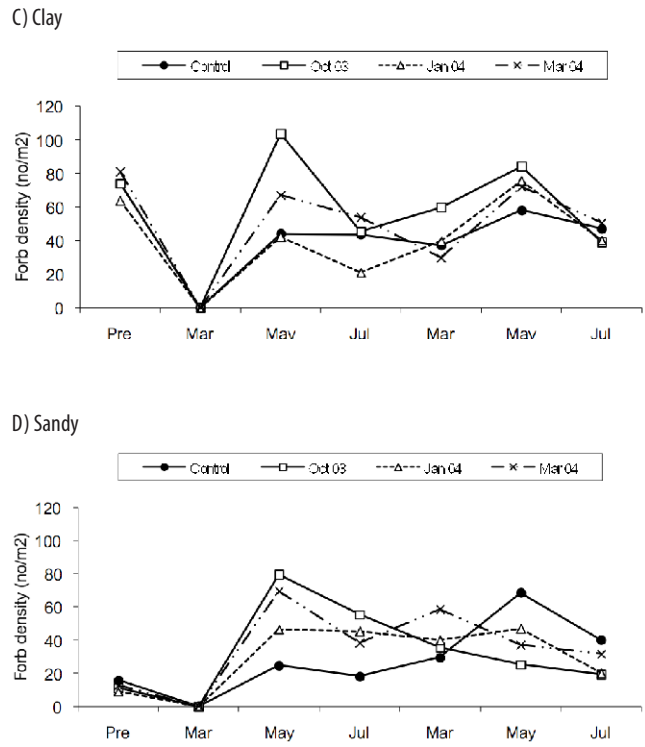 C) Clay
Control Oct 03 Jan 04 Mar 04
120
100
80
60
40
20
0
Forb density (no/m2)
Pre Mar May Jul Mar May Jul
D) Sandy
Control Oct 03 Jan 04 Mar 04
120
100
80
60
40
20
0
Forb density (no/m2)
Pre Mar May Jul Mar May Jul